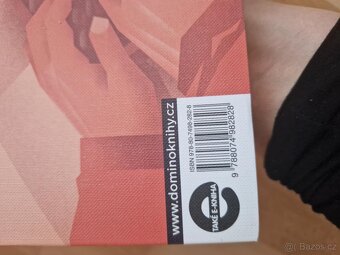 www.dominoknihy.cz
ISBN 978-80-7498-282-8
9 788074 982828
e
TAKÉ E-KNIHA
Bazos.cz